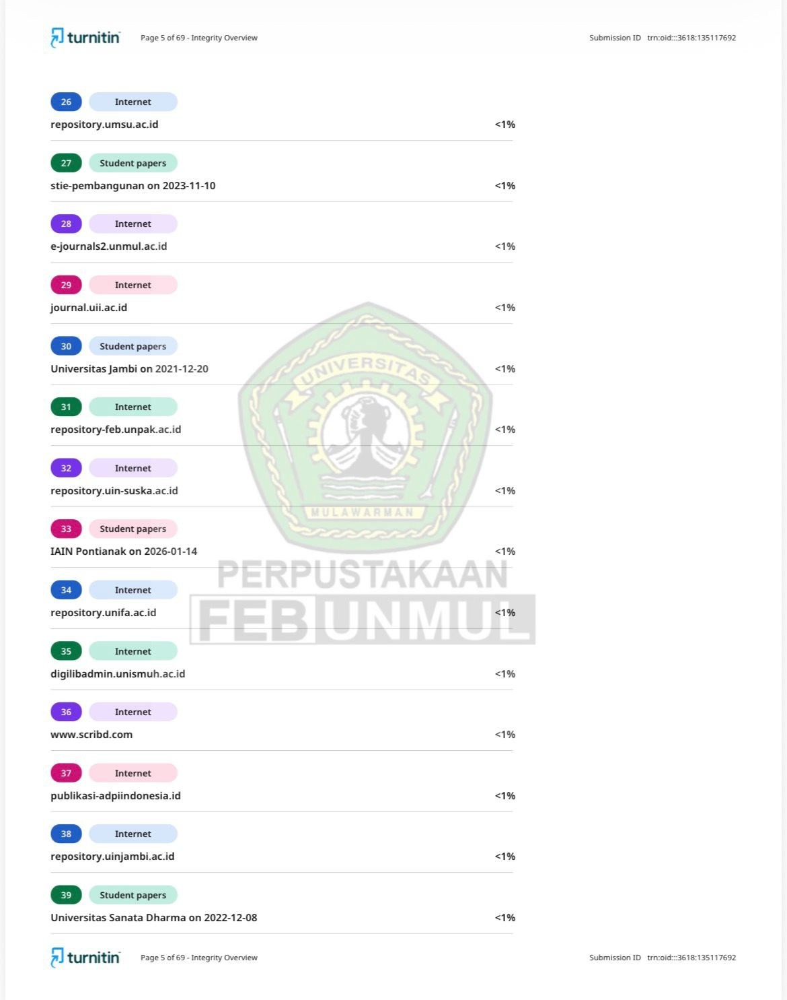 turnitin Page 5 of 69 - Integrity Overview Submission ID trn:oid:::3618:135117692
26 Internet
repository.umsu.ac.id <1%
27 Student papers
stie-pembangunan on 2023-11-10 <1%
28 Internet
e-journals2.unmul.ac.id <1%
29 Internet
journal.uii.ac.id <1%
30 Student papers
Universitas Jambi on 2021-12-20 <1%
31 Internet
repository-feb.unpak.ac.id <1%
32 Internet
repository.uin-suska.ac.id <1%
33 Student papers
IAIN Pontianak on 2026-01-14 <1%
34 Internet
repository.unifa.ac.id <1%
35 Internet
digilibadmin.unismuh.ac.id <1%
36 Internet
www.scribd.com <1%
37 Internet
publikasi-adpiindonesia.id <1%
38 Internet
repository.uinjambi.ac.id <1%
39 Student papers
Universitas Sanata Dharma on 2022-12-08 <1%
UNIVERSITAS
MULAWARMAN
PERPUSTAKAAN
FEB UNMUL
turnitin Page 5 of 69 - Integrity Overview Submission ID trn:oid:::3618:135117692